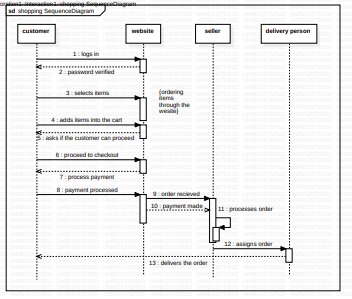 Interaction1 shopping SequenceDiagram
sd shopping SequenceDiagram
customer
website
seller
delivery person
1 : logs in
2 : password verified
3 : selects items
{ordering
items
through the
wesite}
4 : adds items into the cart
5 : asks if the customer can proceed
6 : proceed to checkout
7 : process payment
8 : payment processed
9 : order recieved
10 : payment made
11 : processes order
12 : assigns order
13 : delivers the order